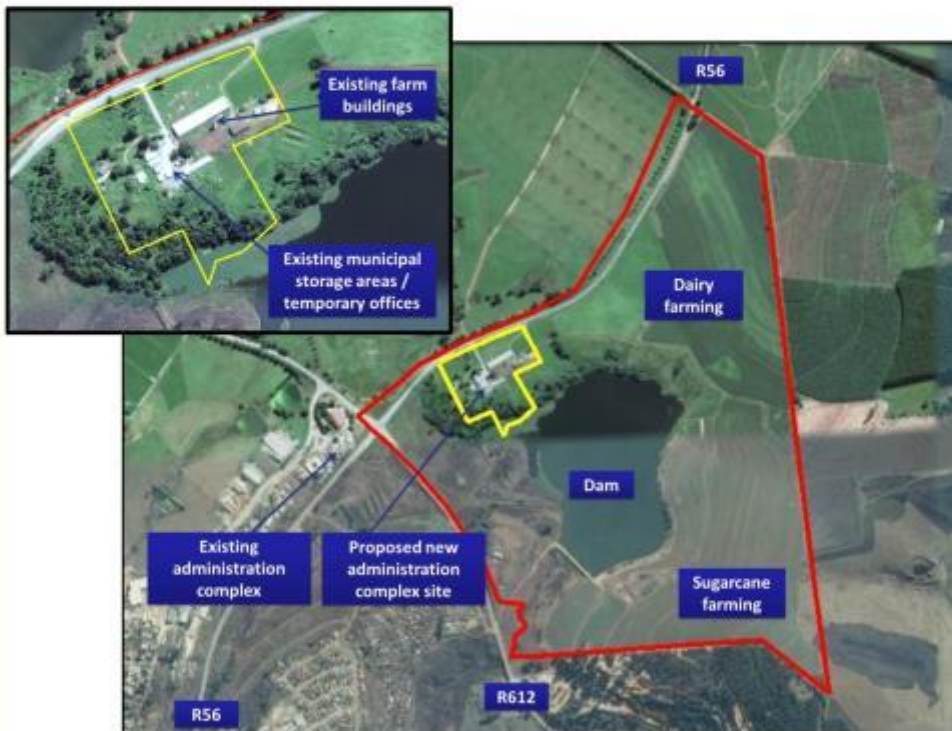 Existing farm
buildings
Existing municipal
storage areas /
temporary offices
R56
Dairy
farming
Dam
Existing
administration
complex
Proposed new
administration
complex site
Sugarcane
farming
R56
R612